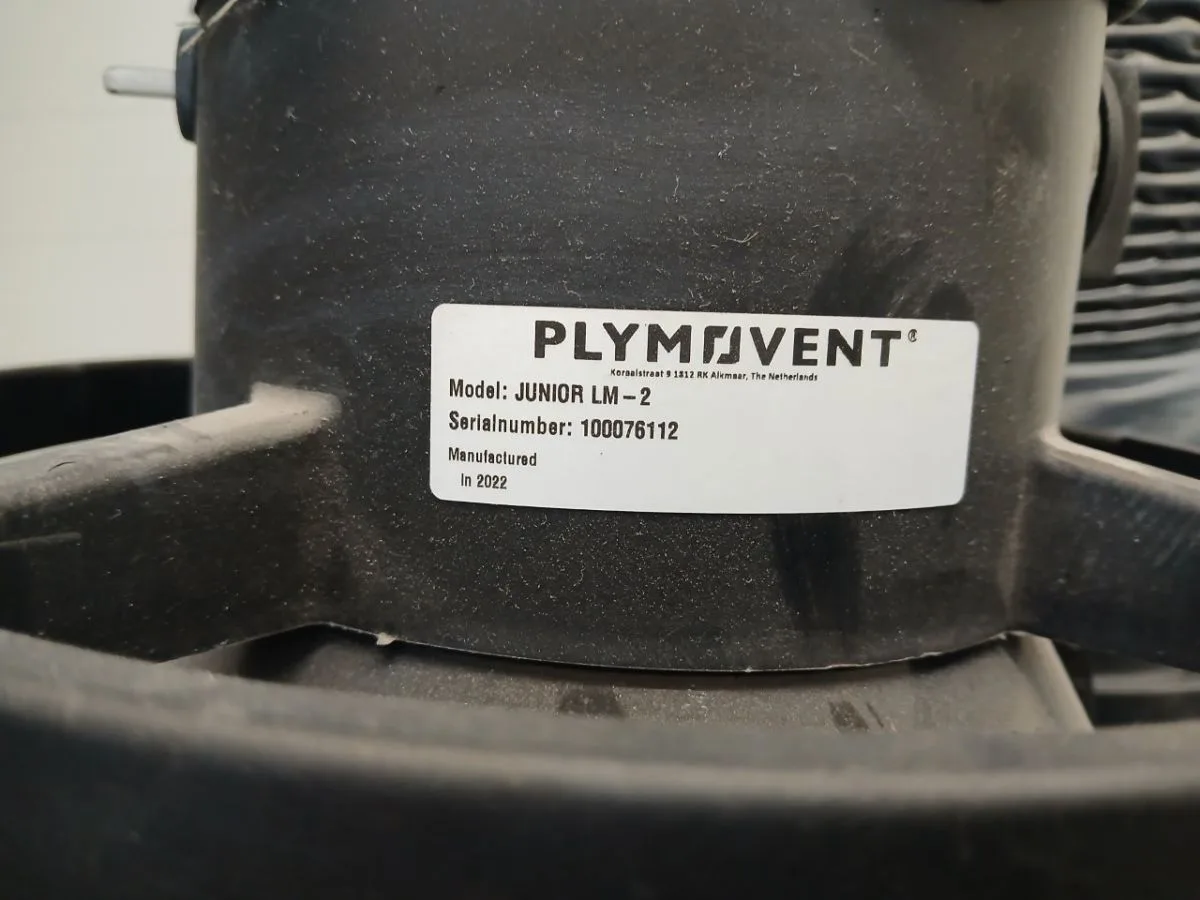 PLYMOVENT®
Koraalstraat 9 1812 RK Alkmaar, The Netherlands
Model: JUNIOR LM-2
Serialnumber: 100076112
Manufactured
In 2022